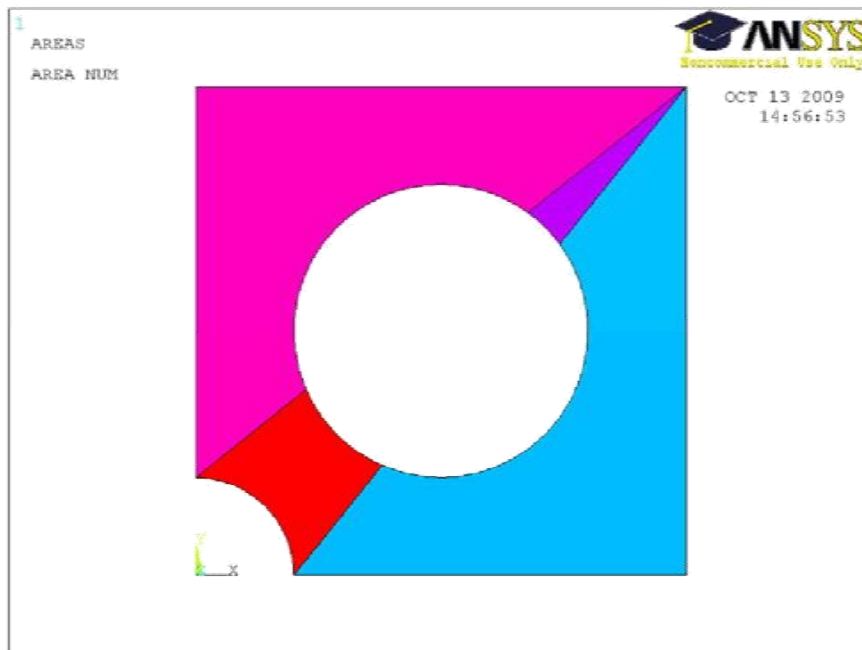 1
AREAS
AREA NUM
ANSYS
Noncommercial Use Only
OCT 13 2009
14:56:53
Y
X